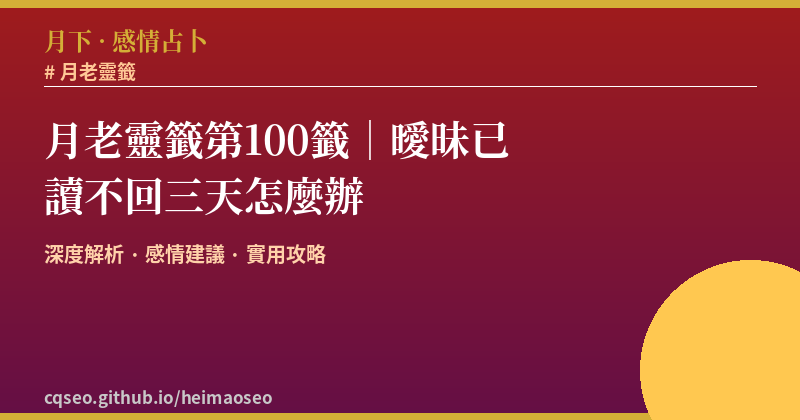 月下 · 感情占卜
# 月老靈籤
月老靈籤第100籤｜曖昧已
讀不回三天怎麼辦
深度解析 · 感情建議 · 實用攻略
cqseo.github.io/heimaoseo